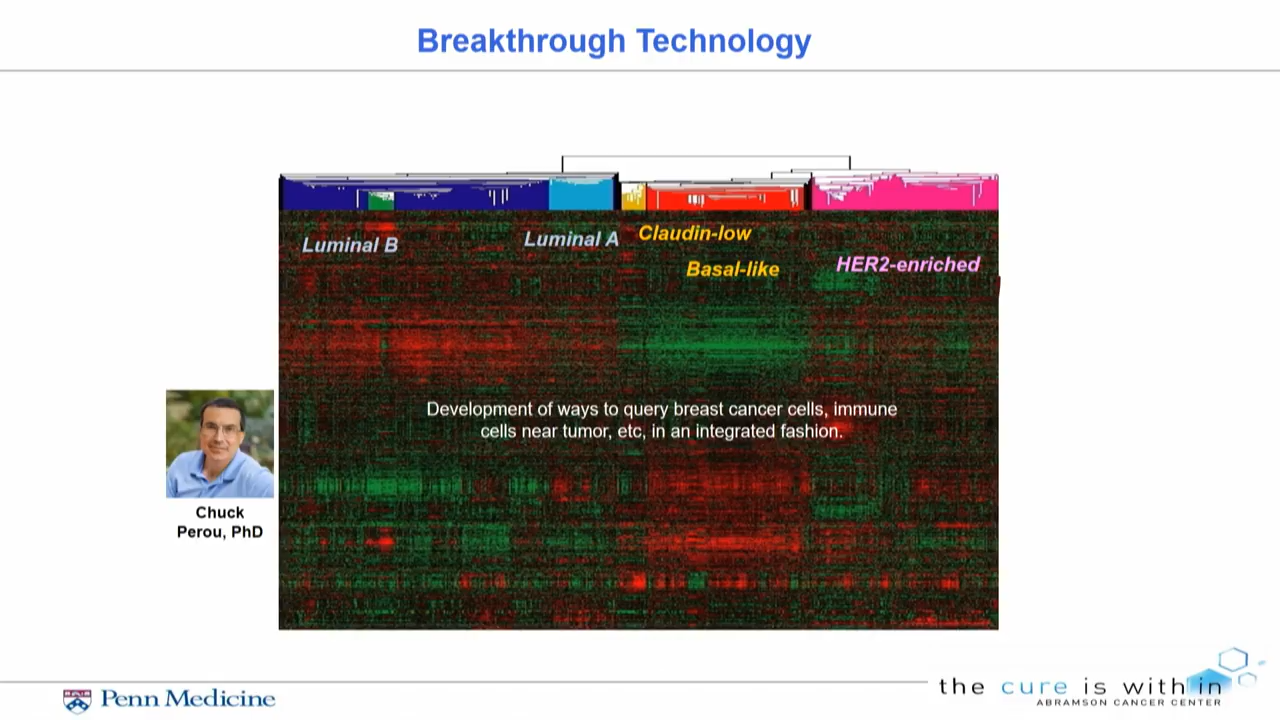 Breakthrough Technology
Luminal B
Luminal A
Claudin-low
Basal-like
HER2-enriched
Development of ways to query breast cancer cells, immune
cells near tumor, etc, in an integrated fashion.
Chuck
Perou, PhD
Penn Medicine
the cure is with in
ABRAMSON CANCER CENTER